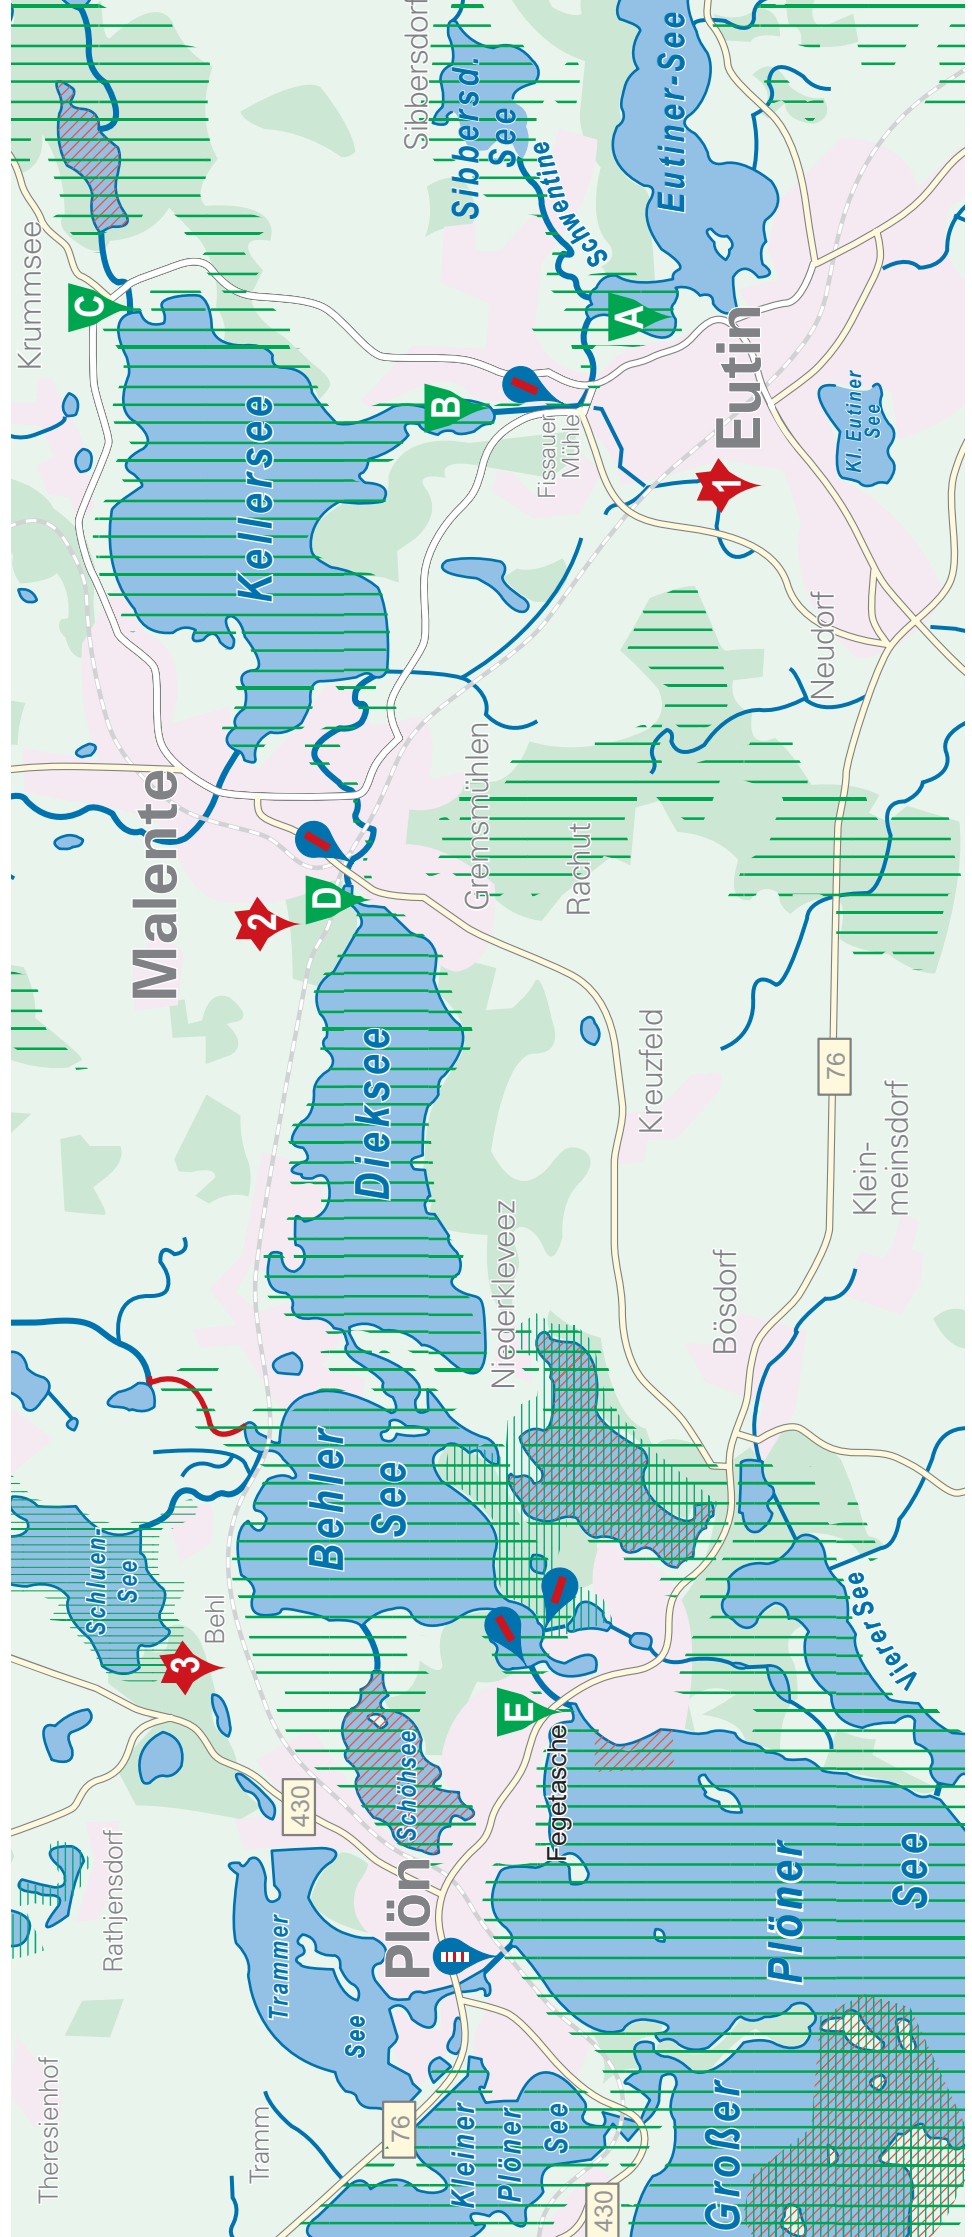 Krummsee
C
Sibbersdorf
Sibbersd.
See
Schwentine
Eutiner-See
A
B
Kellersee
Fissauer
Mühle
Eutin
1
Kl. Eutiner
See
Neudorf
Malente
2
D
Gremsmühlen
Rachut
Dieksee
Kreuzfeld
76
Klein-
meinsdorf
Niederkleveez
Bösdorf
Behler
See
Schluen-
See
Behl
3
Vierer See
E
Fegetasche
Schöhsee
430
Rathjensdorf
Plön
Trammer
See
Großer
Plöner
See
Theresienhof
Tramm
76
Kleiner
Plöner
See
430